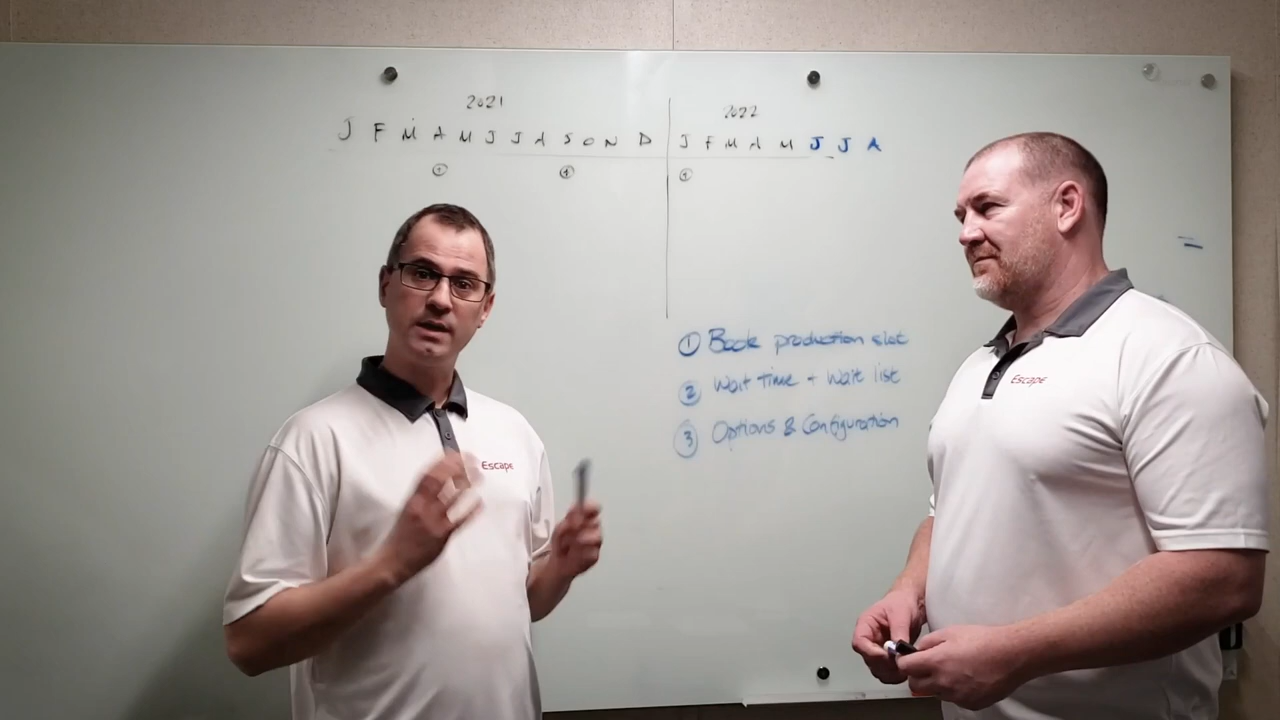 2021 2022
J F M A M J J A S O N D J F M A M J J A
① ① ①
① Book production slot
② Wait time + Wait list
③ Options & Configuration
Escape
Escape